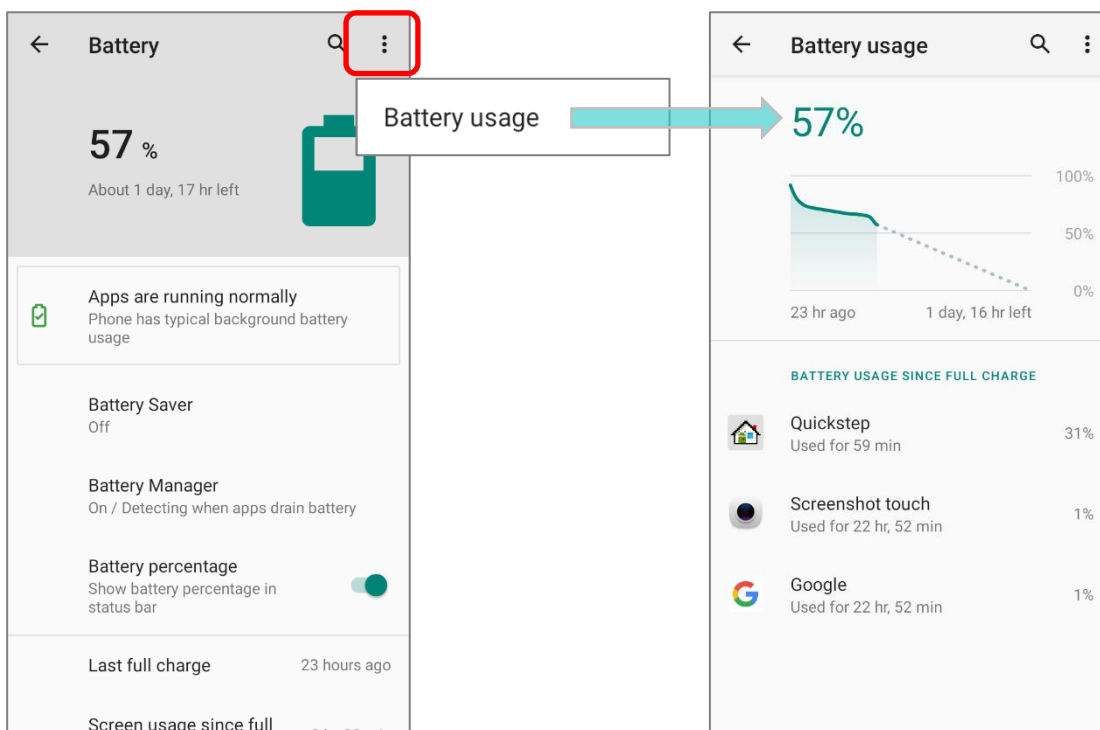 Battery
57 %
About 1 day, 17 hr left
Apps are running normally
Phone has typical background battery
usage
Battery Saver
Off
Battery Manager
On / Detecting when apps drain battery
Battery percentage
Show battery percentage in
status bar
Last full charge
23 hours ago
Screen usage since full
Battery usage
Battery usage
57%
100%
50%
0%
23 hr ago
1 day, 16 hr left
BATTERY USAGE SINCE FULL CHARGE
Quickstep
Used for 59 min
31%
Screenshot touch
Used for 22 hr, 52 min
1%
Google
Used for 22 hr, 52 min
1%